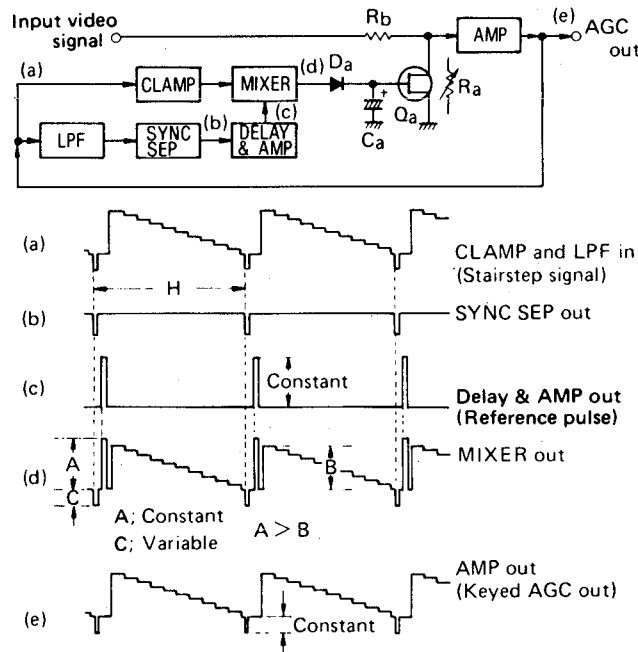 Input video
signal
Rb
AMP
(e)
AGC
out
(a)
CLAMP
MIXER
(d)
Da
Ra
Qa
(c)
Ca
+
LPF
SYNC
SEP
(b)
DELAY
& AMP
(a)
CLAMP and LPF in
(Stairstep signal)
H
(b)
SYNC SEP out
(c)
Constant
Delay & AMP out
(Reference pulse)
(d)
A
B
C
MIXER out
A; Constant
C; Variable
A > B
AMP out
(Keyed AGC out)
(e)
Constant